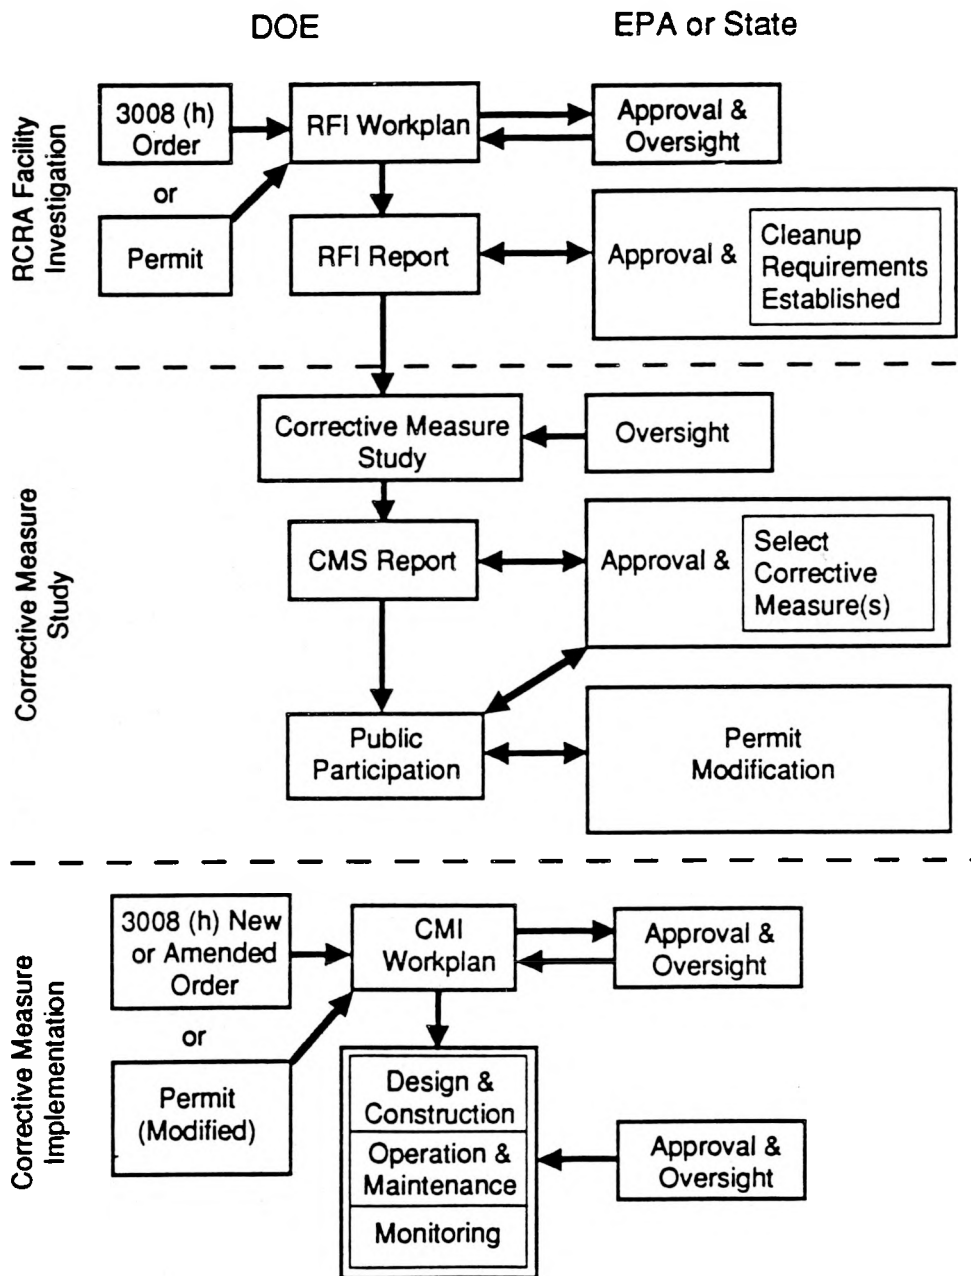 DOE
EPA or State
RCRA Facility
Investigation
3008 (h)
Order
or
Permit
RFI Workplan
Approval &
Oversight
RFI Report
Approval &
Cleanup
Requirements
Established
Corrective Measure
Study
Corrective Measure
Study
Oversight
CMS Report
Approval &
Select
Corrective
Measure(s)
Public
Participation
Permit
Modification
Corrective Measure
Implementation
3008 (h) New
or Amended
Order
or
Permit
(Modified)
CMI
Workplan
Approval &
Oversight
Design &
Construction
Operation &
Maintenance
Monitoring
Approval &
Oversight